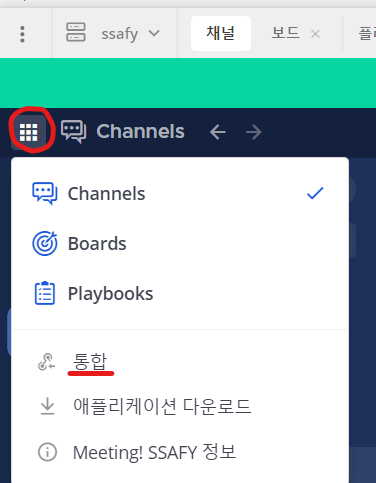 ssafy 채널 보드
Channels
Channels
Boards
Playbooks
통합
애플리케이션 다운로드
Meeting! SSAFY 정보